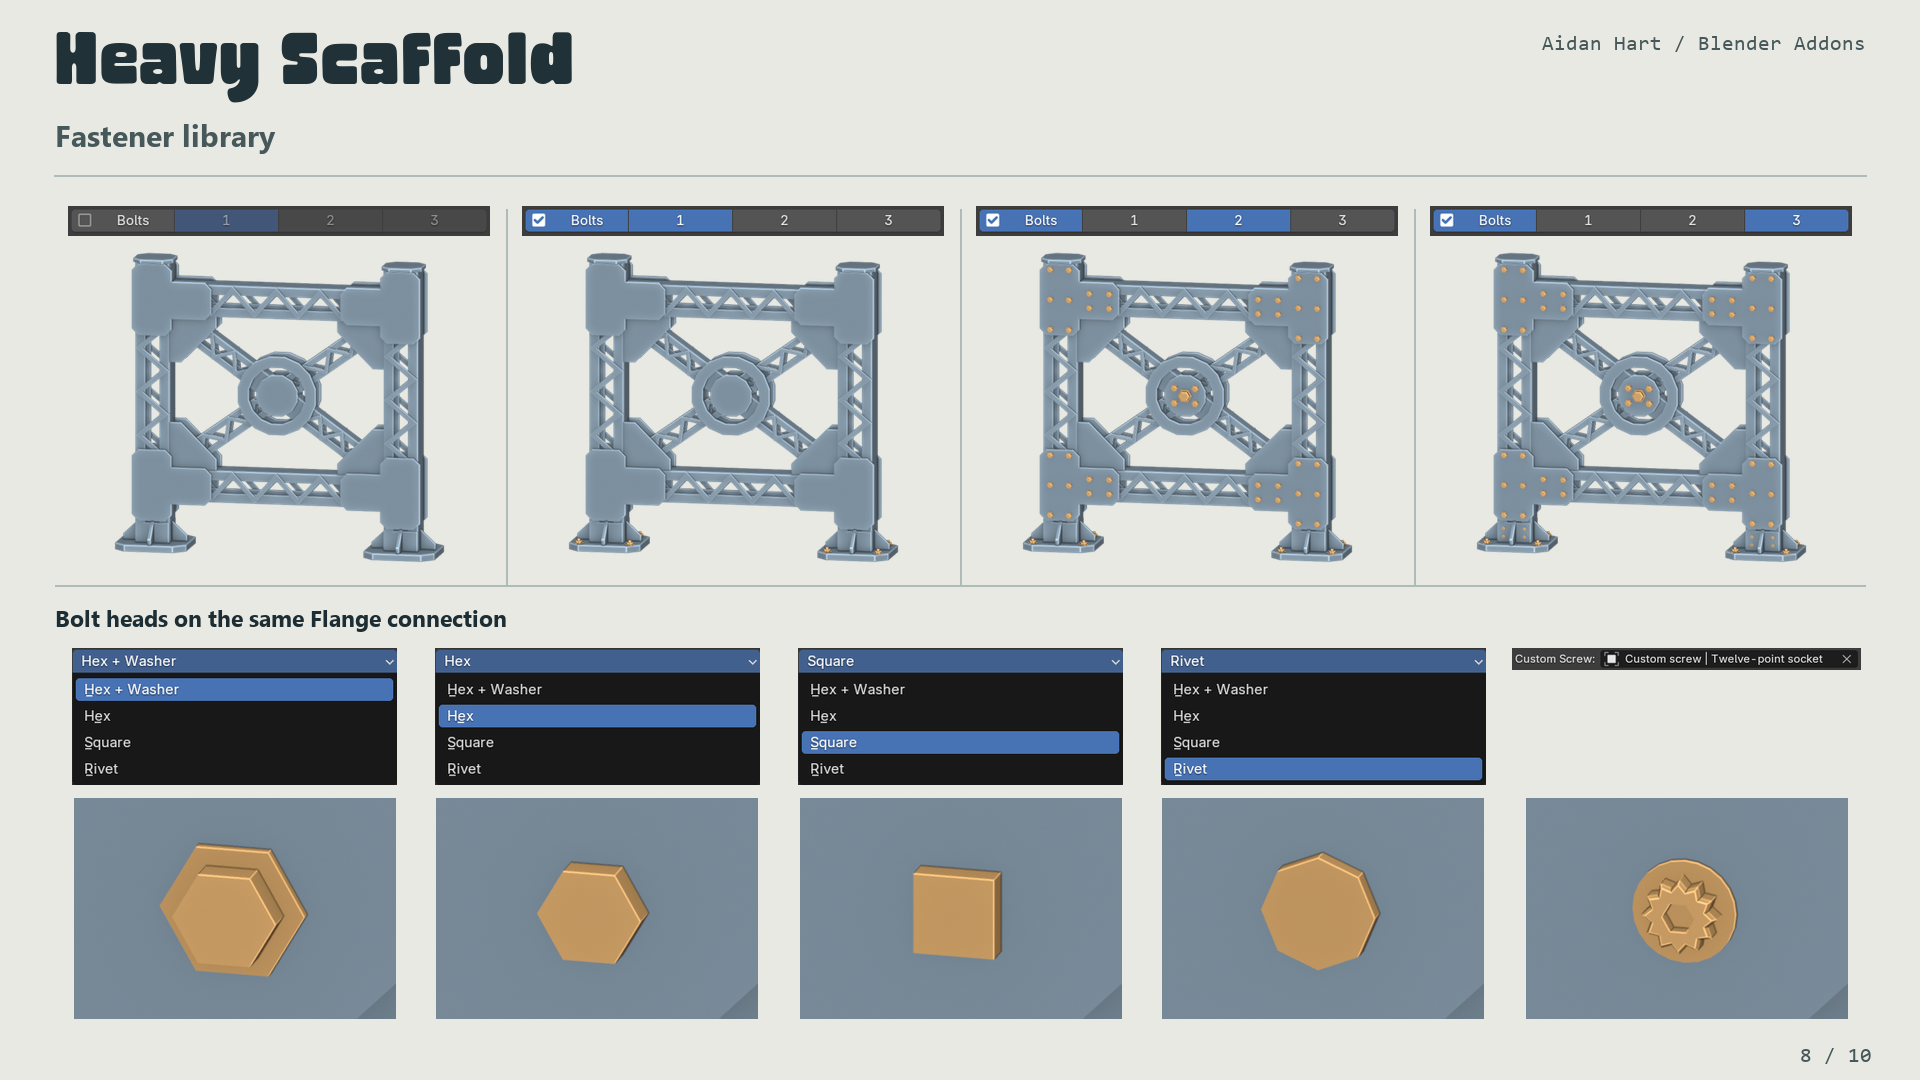 Heavy Scaffold
Aidan Hart / Blender Addons
Fastener library
Bolts 1 2 3
Bolts 1 2 3
Bolts 1 2 3
Bolts 1 2 3
Bolt heads on the same Flange connection
Hex + Washer
Hex + Washer
Hex
Square
Rivet
Hex
Hex + Washer
Hex
Square
Rivet
Square
Hex + Washer
Hex
Square
Rivet
Rivet
Hex + Washer
Hex
Square
Rivet
Custom Screw: Custom screw | Twelve-point socket
8 / 10